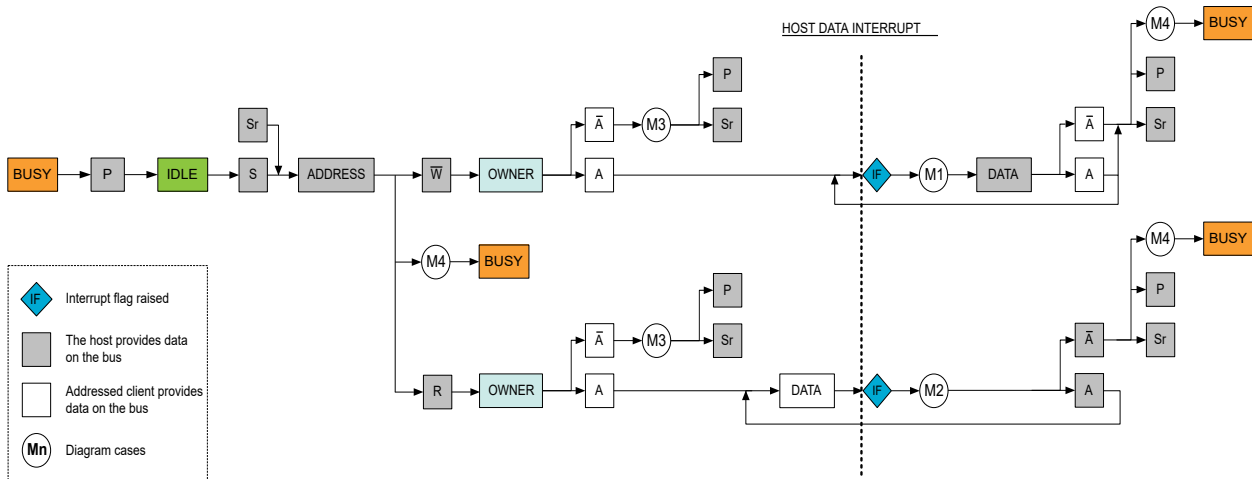 M4
BUSY
HOST DATA INTERRUPT
P
P
Sr
A̅
M3
Sr
A̅
Sr
BUSY
P
IDLE
S
ADDRESS
W̅
OWNER
A
IF
M1
DATA
A
M4
BUSY
M4
BUSY
IF
Interrupt flag raised
The host provides data
on the bus
Addressed client provides
data on the bus
Mn
Diagram cases
P
P
A̅
M3
Sr
A̅
Sr
R
OWNER
A
DATA
IF
M2
A